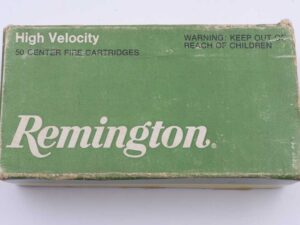 High Velocity
50 CENTER FIRE CARTRIDGES
WARNING: KEEP OUT OF
REACH OF CHILDREN
Remington.